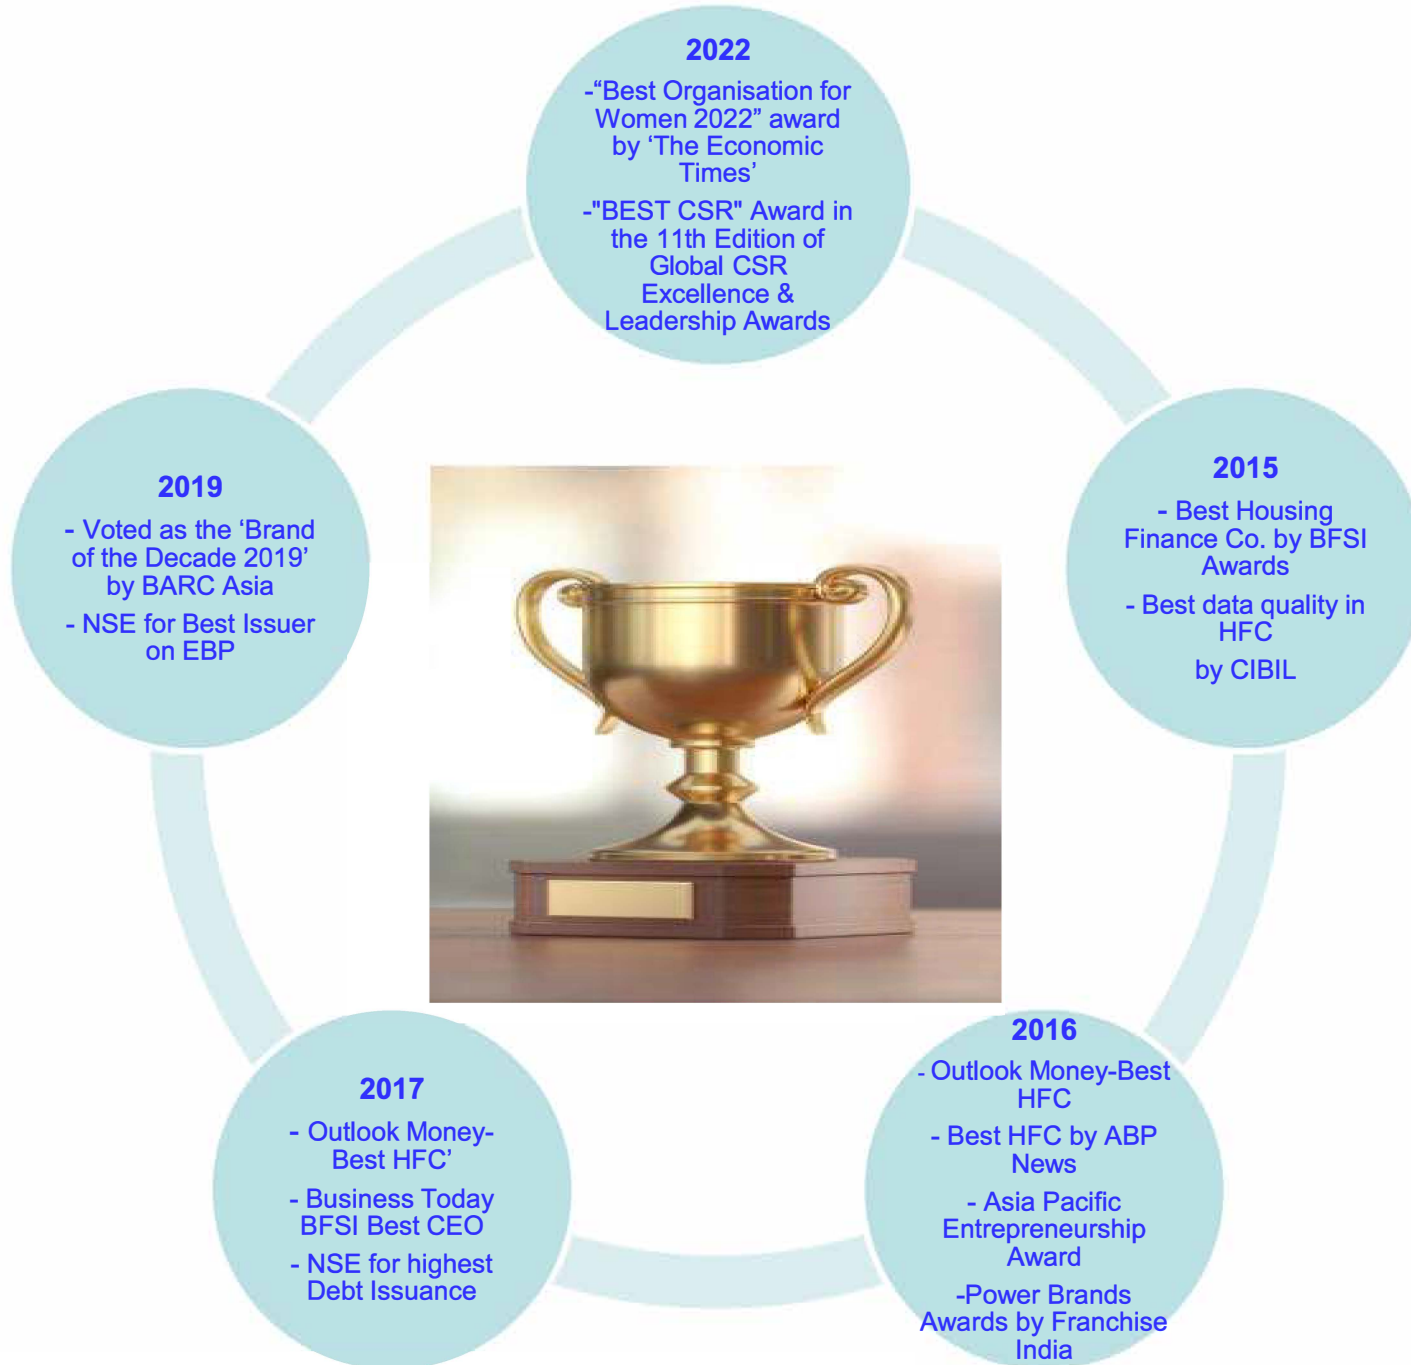 2022
-“Best Organisation for
Women 2022” award
by ‘The Economic
Times’
-"BEST CSR" Award in
the 11th Edition of
Global CSR
Excellence &
Leadership Awards
2015
- Best Housing
Finance Co. by BFSI
Awards
- Best data quality in
HFC
by CIBIL
2016
- Outlook Money-Best
HFC
- Best HFC by ABP
News
- Asia Pacific
Entrepreneurship
Award
-Power Brands
Awards by Franchise
India
2017
- Outlook Money-
Best HFC’
- Business Today
BFSI Best CEO
- NSE for highest
Debt Issuance
2019
- Voted as the ‘Brand
of the Decade 2019’
by BARC Asia
- NSE for Best Issuer
on EBP